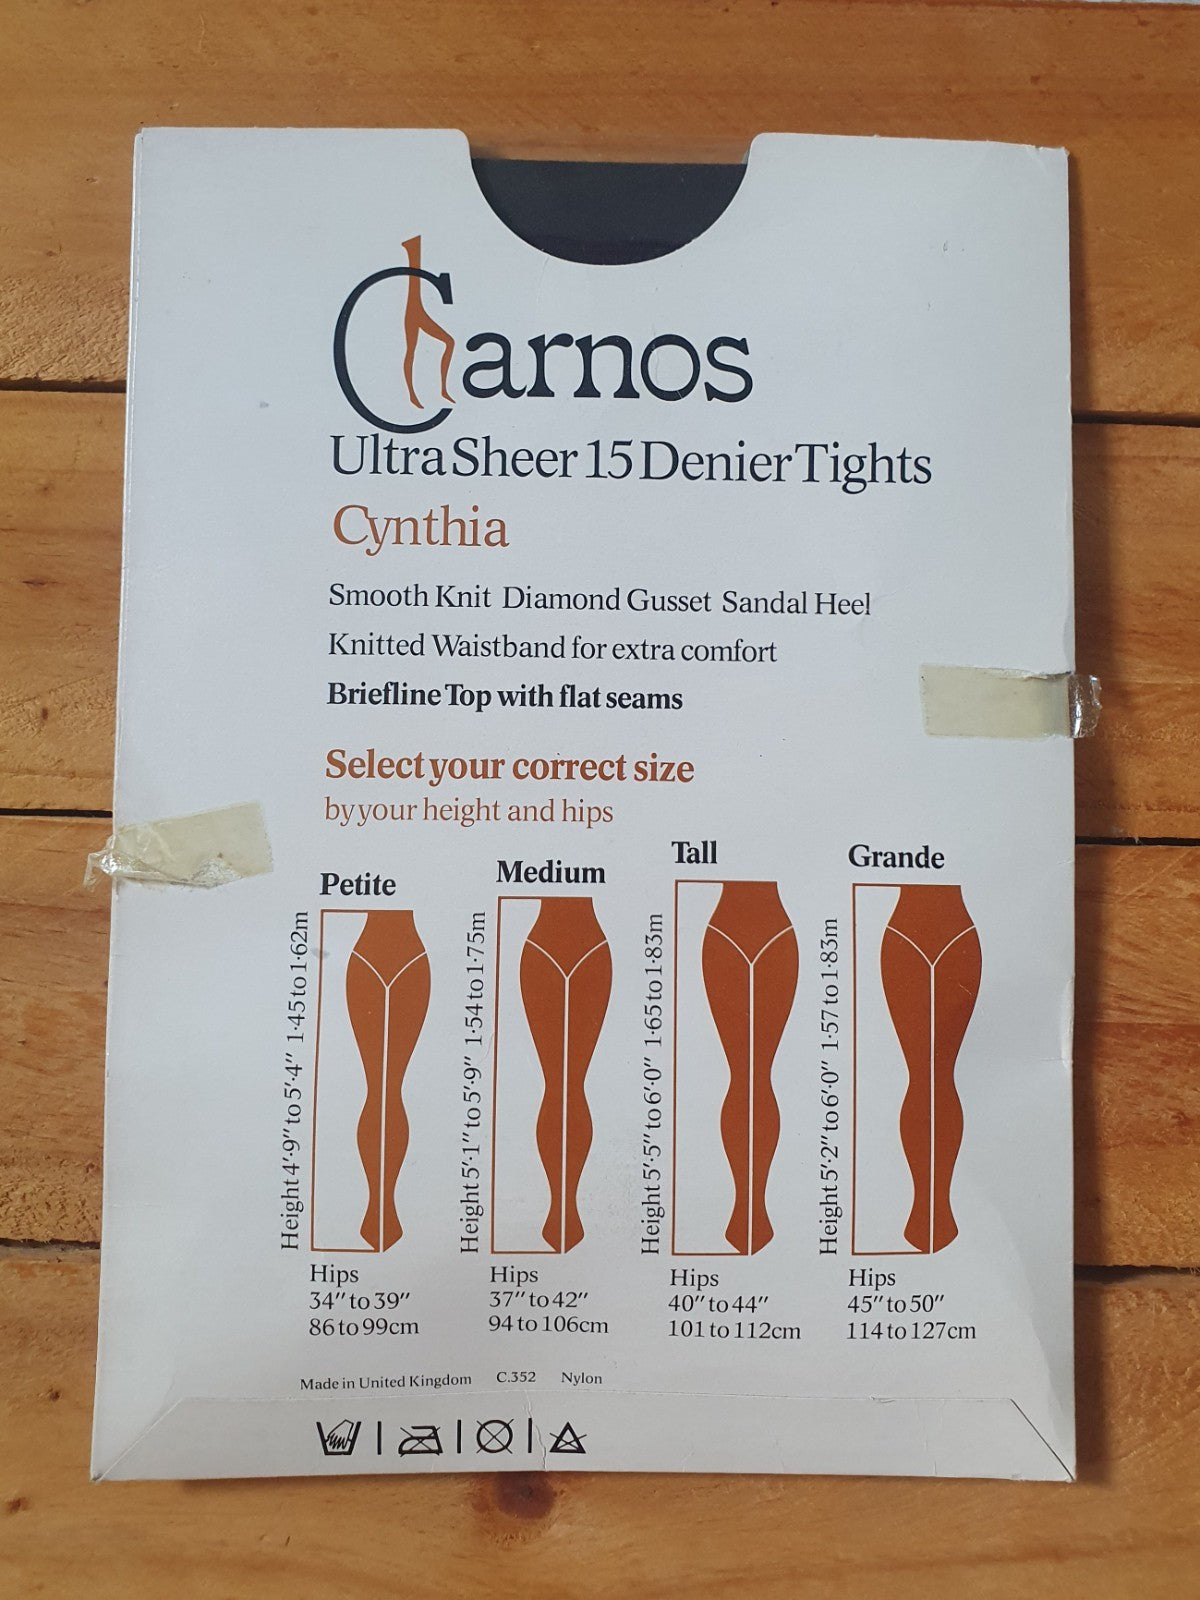 Charnos
Ultra Sheer 15 Denier Tights
Cynthia
Smooth Knit Diamond Gusset Sandal Heel
Knitted Waistband for extra comfort
Briefline Top with flat seams
Select your correct size
by your height and hips
Petite
Height 4'·9" to 5'·4" 1·45 to 1·62m
Hips
34" to 39"
86 to 99cm
Medium
Height 5'·1" to 5'·9" 1·54 to 1·75m
Hips
37" to 42"
94 to 106cm
Tall
Height 5'·5" to 6'·0" 1·65 to 1·83m
Hips
40" to 44"
101 to 112cm
Grande
Height 5'·2" to 6'·0" 1·57 to 1·83m
Hips
45" to 50"
114 to 127cm
Made in United Kingdom C.352 Nylon